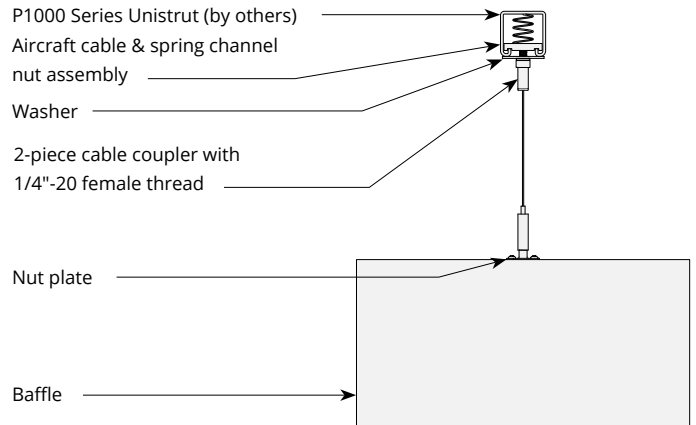 P1000 Series Unistrut (by others)
Aircraft cable & spring channel
nut assembly
Washer
2-piece cable coupler with
1/4"-20 female thread
Nut plate
Baffle